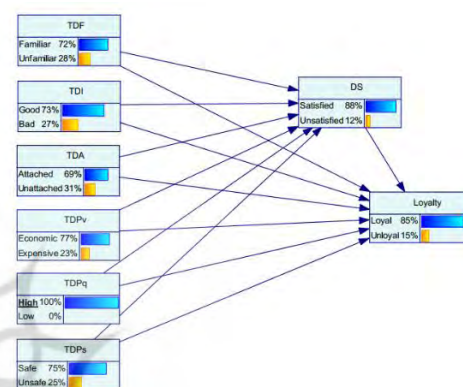 TDF
Familiar 72%
Unfamiliar 28%
TDI
Good 73%
Bad 27%
TDA
Attached 69%
Unattached 31%
TDPv
Economic 77%
Expensive 23%
TDPq
High 100%
Low 0%
TDPs
Safe 75%
Unsafe 25%
DS
Satisfied 88%
Unsatisfied 12%
Loyalty
Loyal 85%
Unloyal 15%